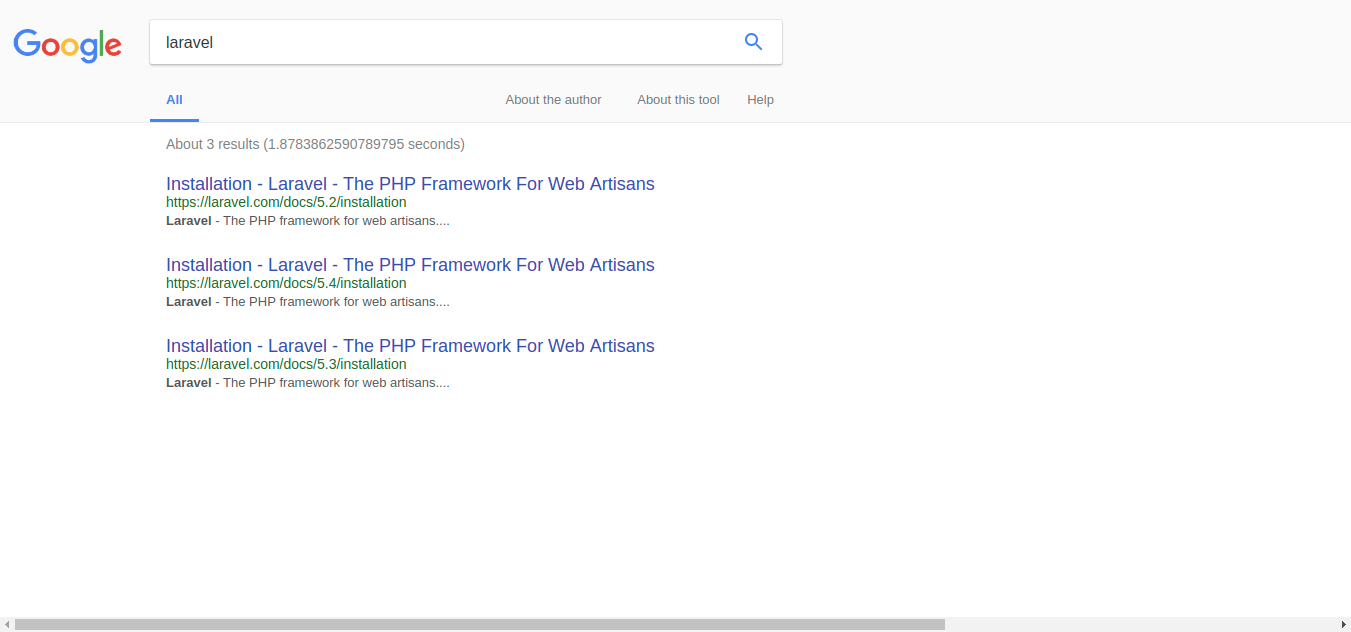 Google
laravel
All About the author About this tool Help
About 3 results (1.8783862590789795 seconds)
Installation - Laravel - The PHP Framework For Web Artisans
https://laravel.com/docs/5.2/installation
Laravel - The PHP framework for web artisans....
Installation - Laravel - The PHP Framework For Web Artisans
https://laravel.com/docs/5.4/installation
Laravel - The PHP framework for web artisans....
Installation - Laravel - The PHP Framework For Web Artisans
https://laravel.com/docs/5.3/installation
Laravel - The PHP framework for web artisans....